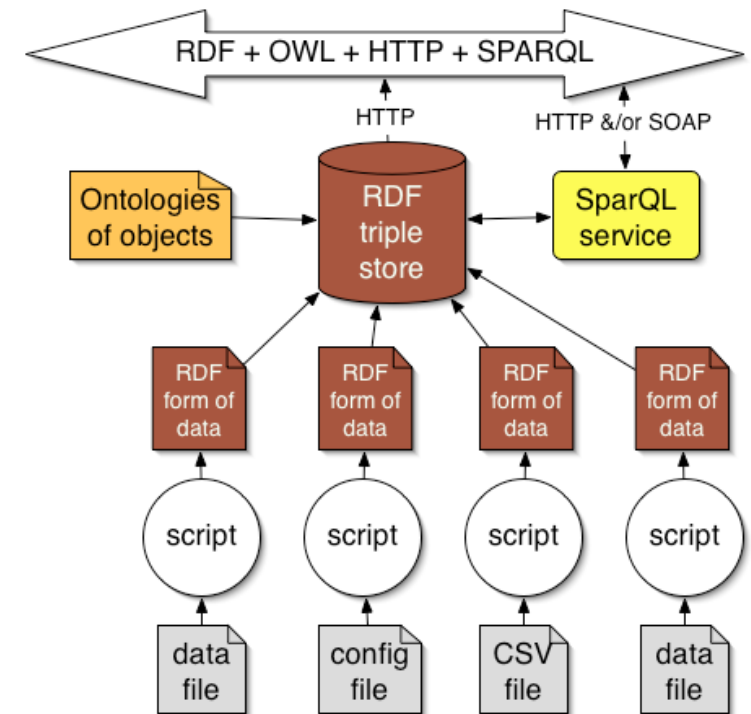 RDF + OWL + HTTP + SPARQL
HTTP
HTTP &/or SOAP
Ontologies
of objects
RDF
triple
store
SparQL
service
RDF
form of
data
RDF
form of
data
RDF
form of
data
RDF
form of
data
script
script
script
script
data
file
config
file
CSV
file
data
file